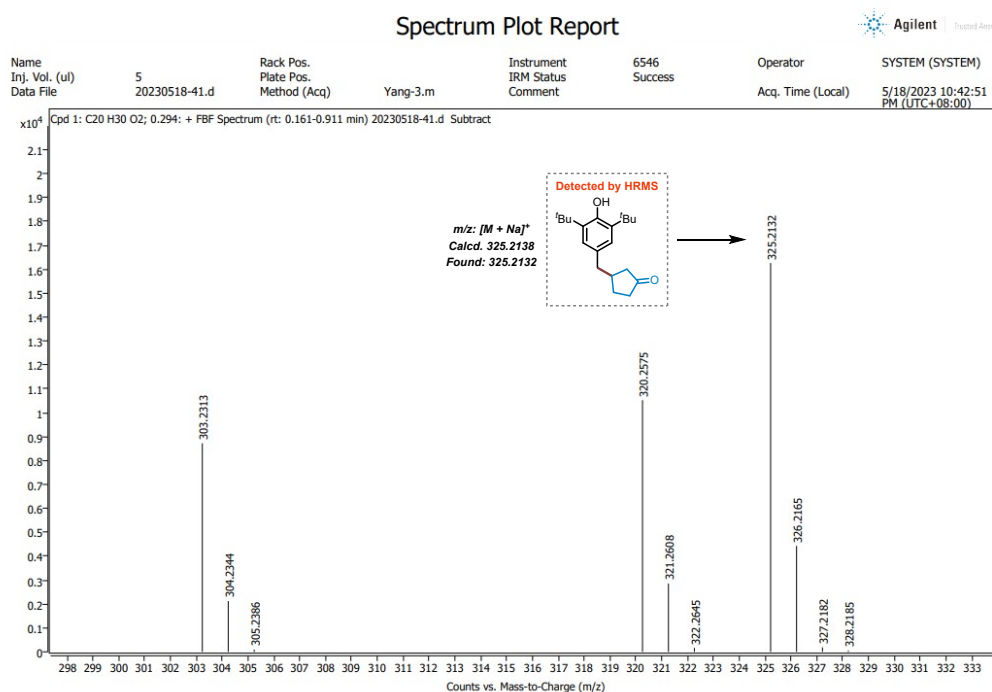 Spectrum Plot Report
Agilent
Name Rack Pos. Instrument 6546 Operator SYSTEM (SYSTEM)
Inj. Vol. (ul) 5 Plate Pos. IRM Status Success
Data File 20230518-41.d Method (Acq) Yang-3.m Comment Acq. Time (Local) 5/18/2023 10:42:51
PM (UTC+08:00)
x10⁴ Cpd 1: C20 H30 O2; 0.294: + FBF Spectrum (rt: 0.161-0.911 min) 20230518-41.d Subtract
2.1
2
1.9
1.8
1.7
1.6
1.5
1.4
1.3
1.2
1.1
1
0.9
0.8
0.7
0.6
0.5
0.4
0.3
0.2
0.1
0
Detected by HRMS
OH
ᵗBu ᵗBu
O
m/z: [M + Na]⁺
Calcd. 325.2138
Found: 325.2132
303.2313
304.2344
305.2386
320.2575
321.2608
322.2645
325.2132
326.2165
327.2182
328.2185
298 299 300 301 302 303 304 305 306 307 308 309 310 311 312 313 314 315 316 317 318 319 320 321 322 323 324 325 326 327 328 329 330 331 332 333
Counts vs. Mass-to-Charge (m/z)